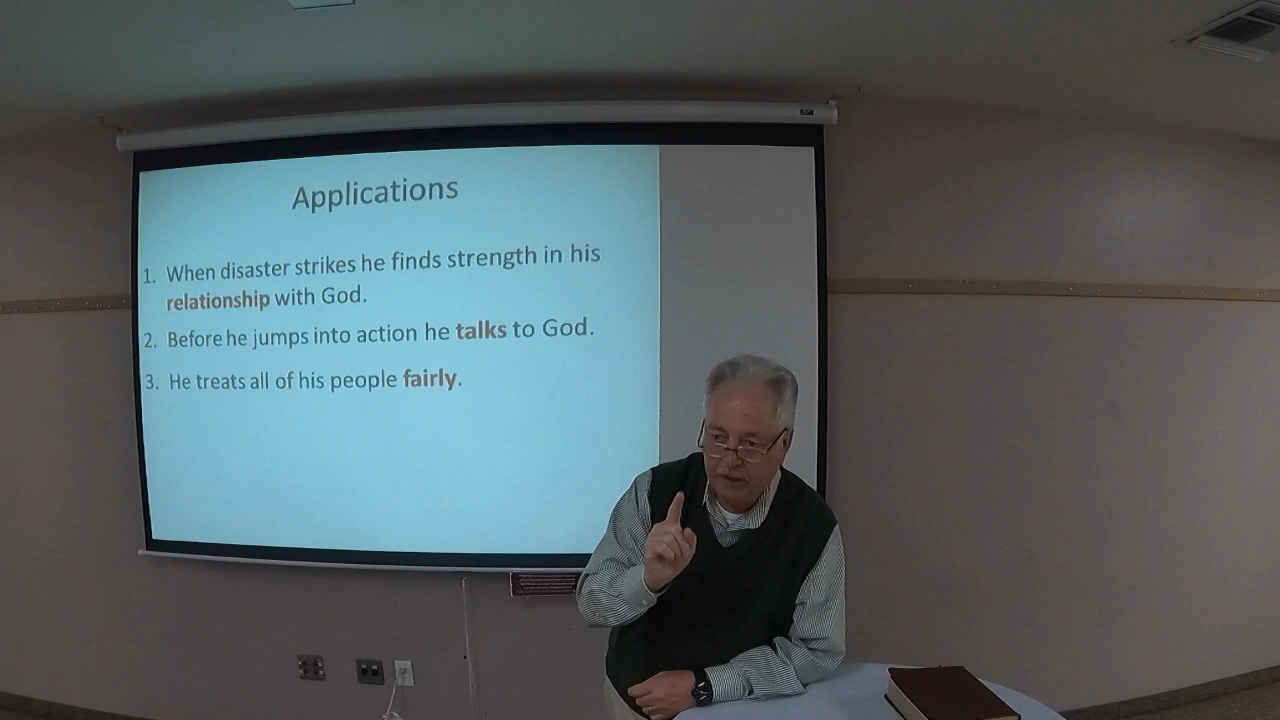 Applications
1. When disaster strikes he finds strength in his
relationship with God.
2. Before he jumps into action he talks to God.
3. He treats all of his people fairly.